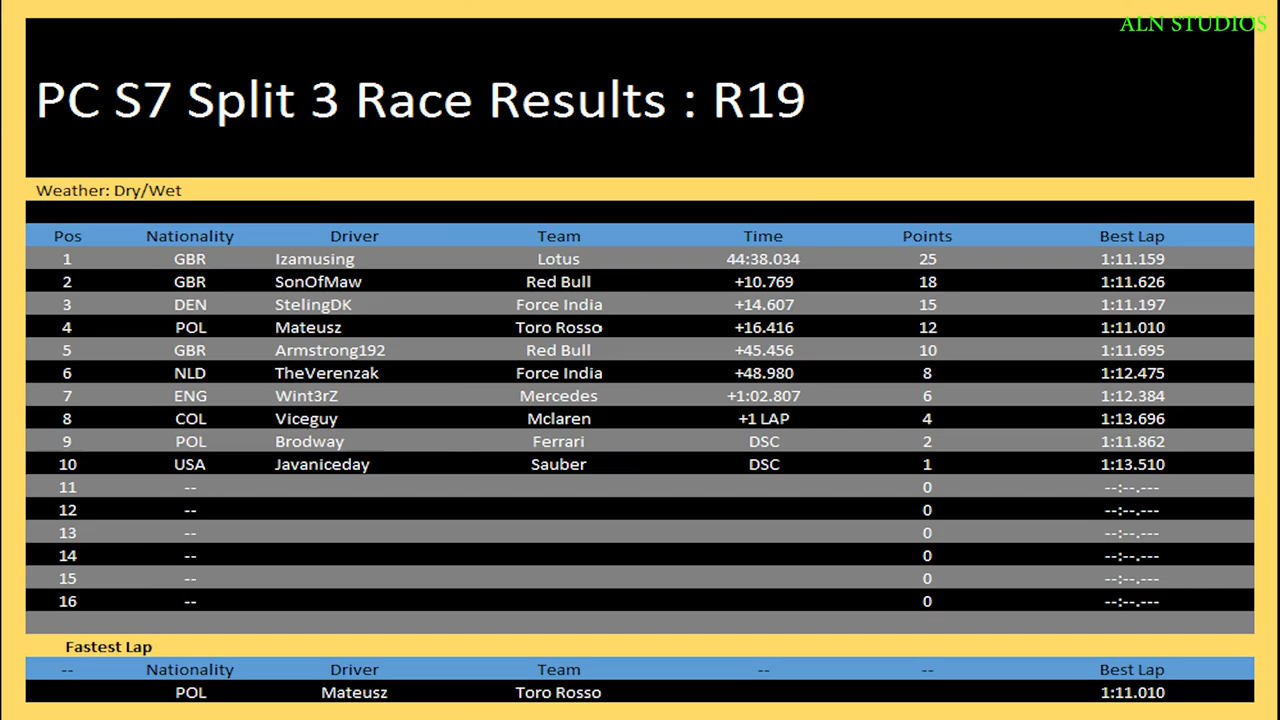 ALN STUDIOS
PC S7 Split 3 Race Results : R19
Weather: Dry/Wet
Pos Nationality Driver Team Time Points Best Lap
1 GBR Izamusing Lotus 44:38.034 25 1:11.159
2 GBR SonOfMaw Red Bull +10.769 18 1:11.626
3 DEN StelingDK Force India +14.607 15 1:11.197
4 POL Mateusz Toro Rosso +16.416 12 1:11.010
5 GBR Armstrong192 Red Bull +45.456 10 1:11.695
6 NLD TheVerenzak Force India +48.980 8 1:12.475
7 ENG Wint3rZ Mercedes +1:02.807 6 1:12.384
8 COL Viceguy Mclaren +1 LAP 4 1:13.696
9 POL Brodway Ferrari DSC 2 1:11.862
10 USA Javaniceday Sauber DSC 1 1:13.510
11 -- 0 --:--.---
12 -- 0 --:--.---
13 -- 0 --:--.---
14 -- 0 --:--.---
15 -- 0 --:--.---
16 -- 0 --:--.---
Fastest Lap
-- Nationality Driver Team -- -- Best Lap
POL Mateusz Toro Rosso 1:11.010